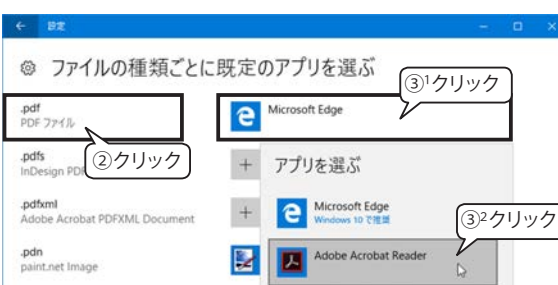 ← 設定
ファイルの種類ごとに既定のアプリを選ぶ
③¹クリック
.pdf
PDF ファイル
Microsoft Edge
②クリック
.pdfs
InDesign PD
アプリを選ぶ
.pdfxml
Adobe Acrobat PDFXML Document
Microsoft Edge
Windows 10 で推奨
③²クリック
.pdn
paint.net Image
Adobe Acrobat Reader